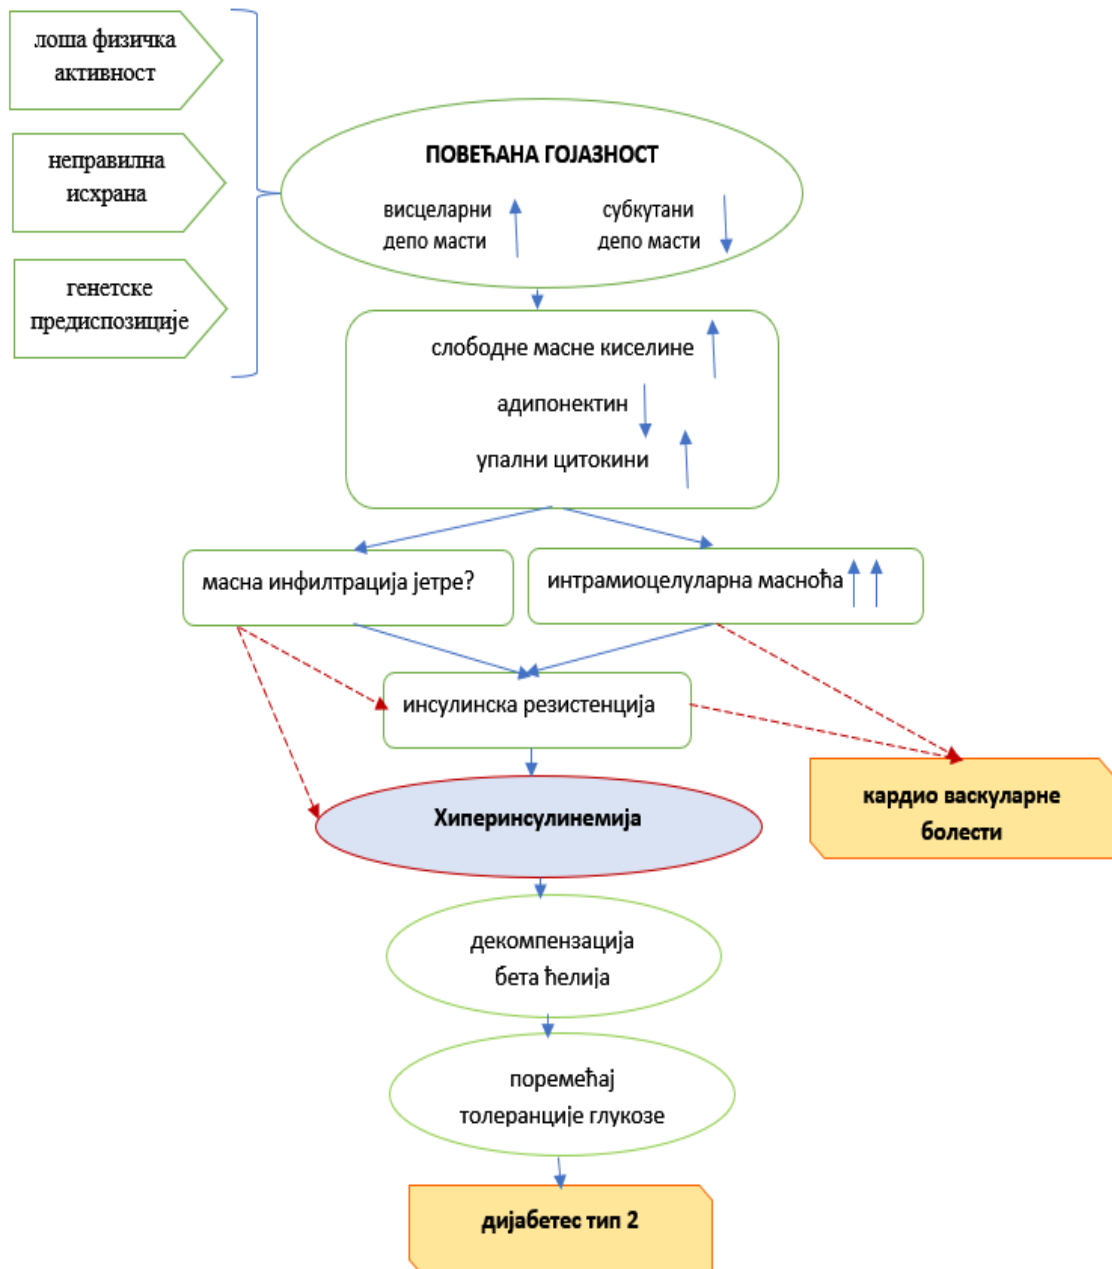 лоша физичка
активност
неправилна
исхрана
генетске
предиспозиције
ПОВЕЋАНА ГОЈАЗНОСТ
висцеларни
депо масти
субкутани
депо масти
слободне масне киселине
адипонектин
упални цитокини
масна инфилтрација јетре?
интрамиоцелуларна масноћа
инсулинска резистенција
Хиперинсулинемија
кардио васкуларне
болести
декомпензација
бета ћелија
поремећај
толеранције глукозе
дијабетес тип 2